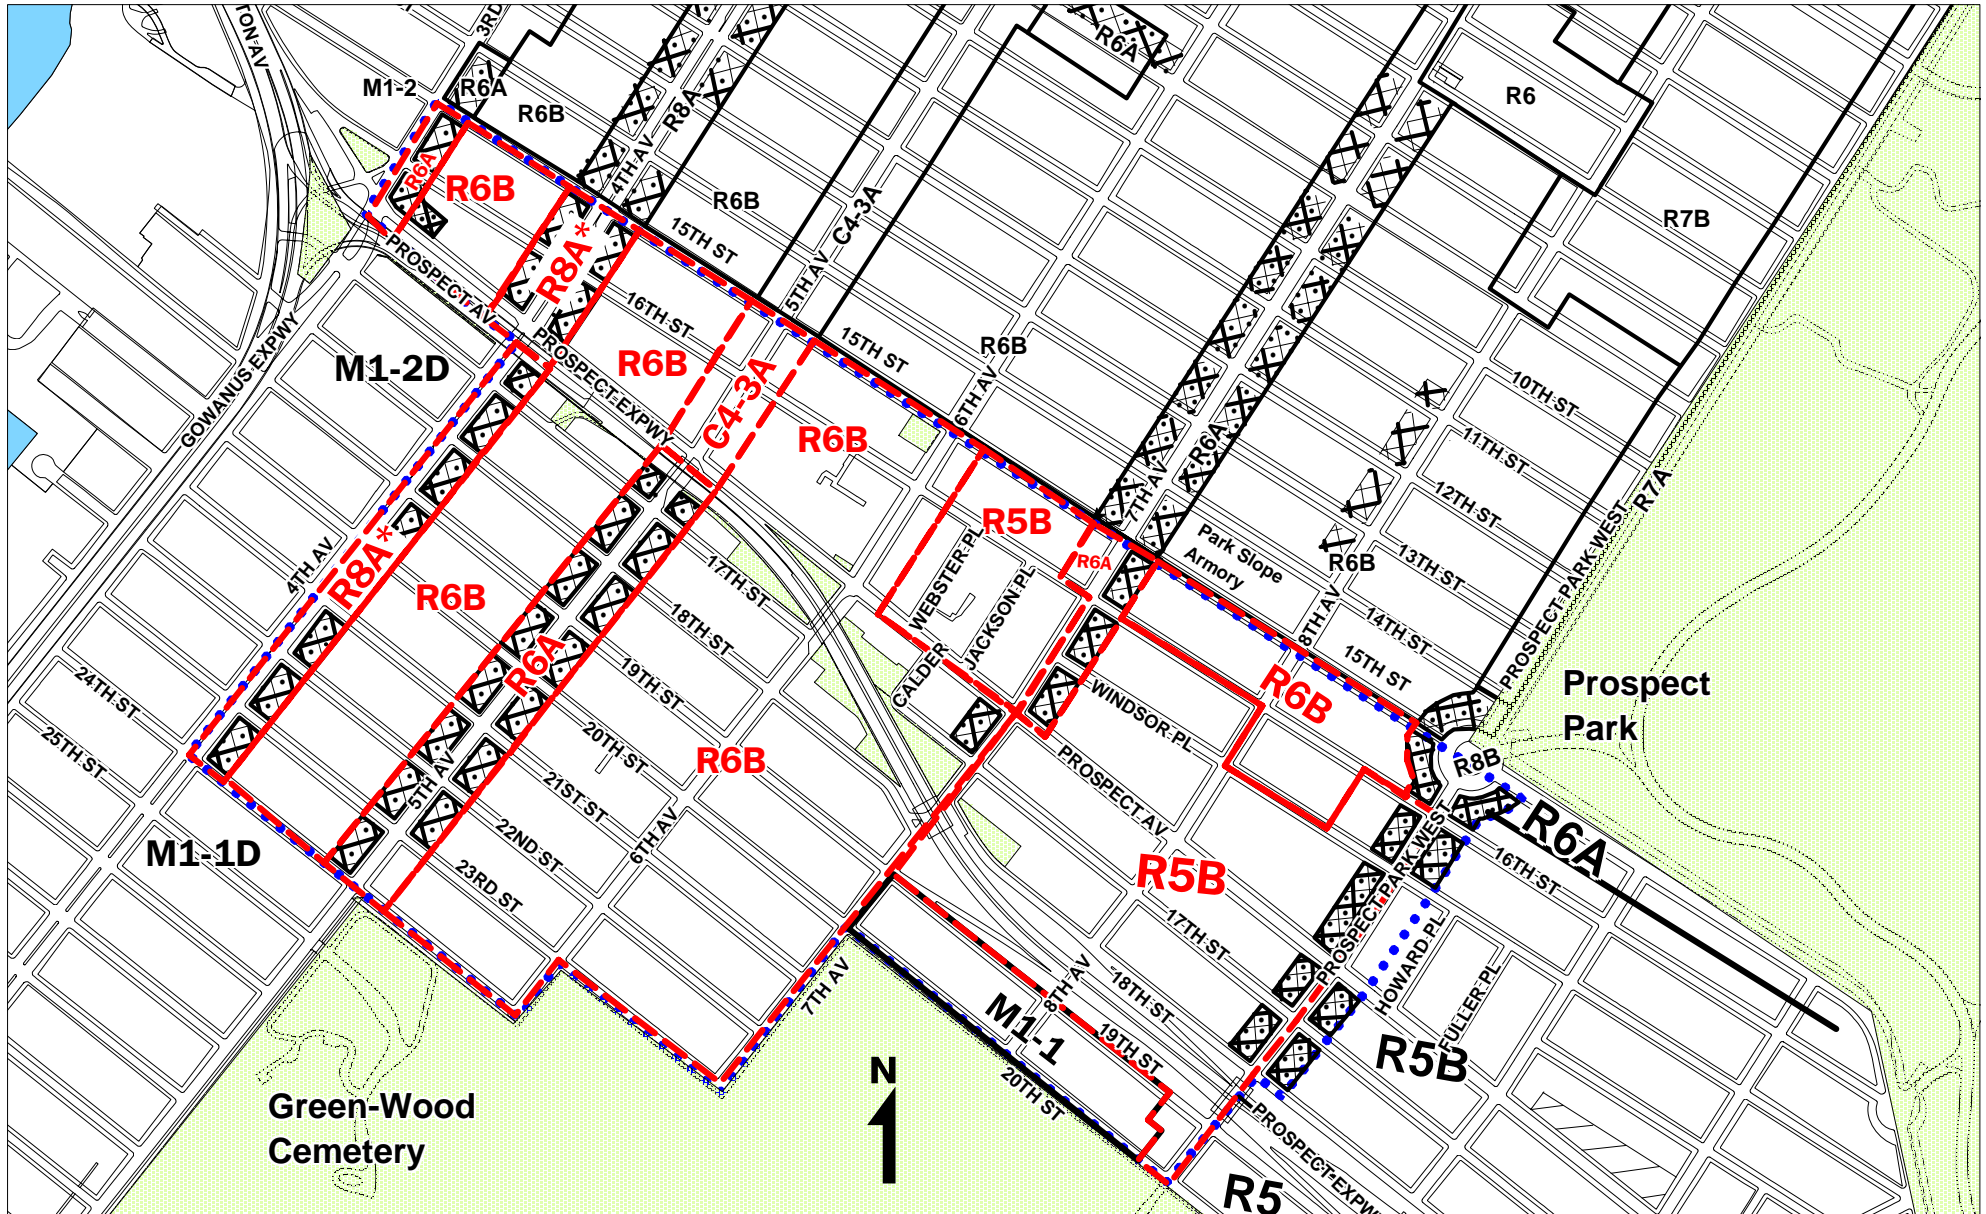 TON AV
3RD
M1-2
R6A
R6B
R8A
4TH AV
R6A
R6
R7B
R6B
C4-3A
5TH AV
15TH ST
R6A
R6B
R8A*
PROSPECT AV
16TH ST
PROSPECT EXPWY
R6B
C4-3A
15TH ST
R6B
6TH AV
R6B
M1-2D
GOWANUS EXPWY
R6A
7TH AV
10TH ST
11TH ST
12TH ST
13TH ST
14TH ST
15TH ST
PROSPECT PARK WEST
R7A
R5B
R6A
Park Slope
Armory
R6B
8TH AV
WEBSTER PL
JACKSON PL
CALDER
4TH AV
R8A*
R6B
R6A
17TH ST
18TH ST
19TH ST
20TH ST
21ST ST
22ND ST
23RD ST
5TH AV
6TH AV
R6B
24TH ST
25TH ST
M1-1D
WINDSOR PL
PROSPECT AV
R6B
Prospect
Park
R8B
R6A
16TH ST
R5B
PROSPECT PARK WEST
HOWARD PL
FULLER PL
17TH ST
18TH ST
8TH AV
19TH ST
M1-1
20TH ST
7TH AV
R5B
PROSPECT EXPWY
R5
N
Green-Wood
Cemetery